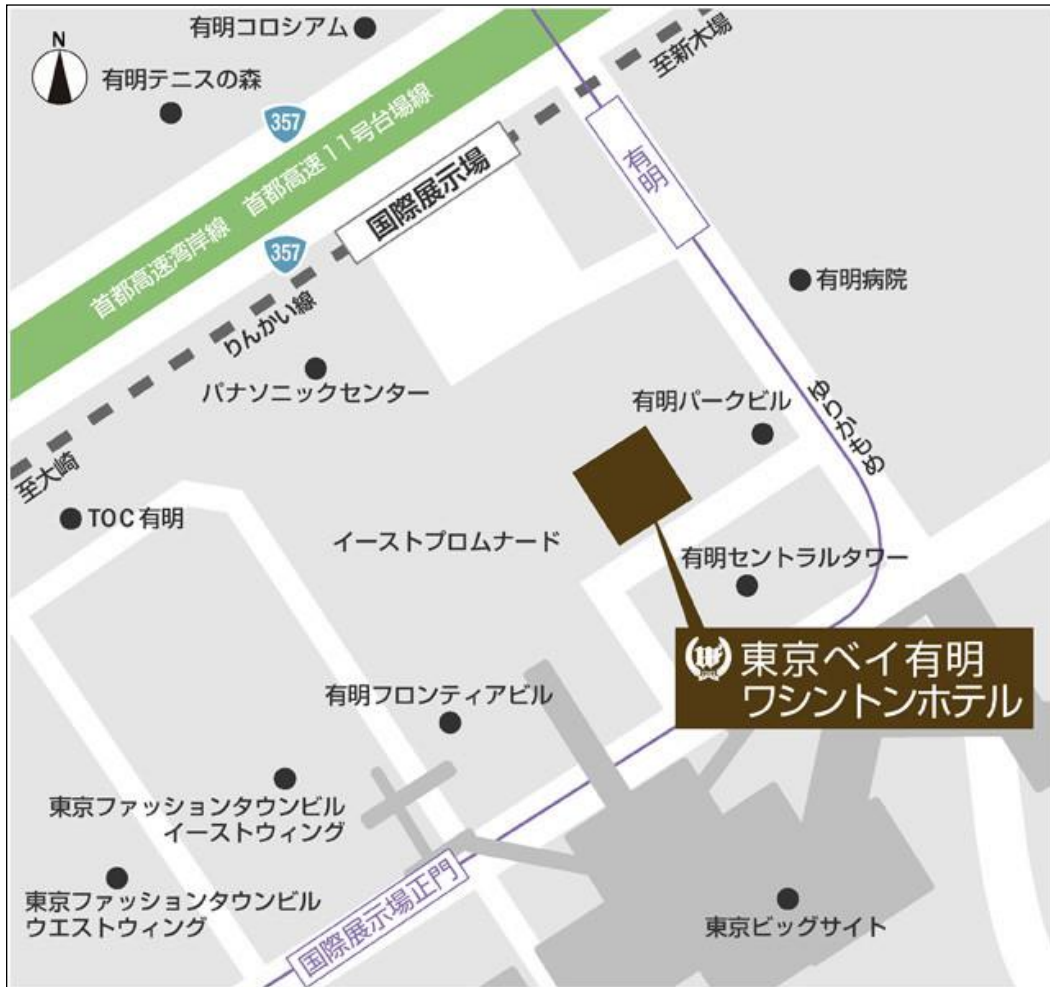 有明コロシアム
N
有明テニスの森
至新木場
357
首都高速湾岸線 首都高速11号台場線
有明
国際展示場
357
有明病院
りんかい線
パナソニックセンター
有明パークビル
ゆりかもめ
至大崎
TOC有明
イーストプロムナード
有明セントラルタワー
東京ベイ有明
ワシントンホテル
有明フロンティアビル
東京ファッションタウンビル
イーストウィング
東京ファッションタウンビル
ウエストウィング
国際展示場正門
東京ビッグサイト